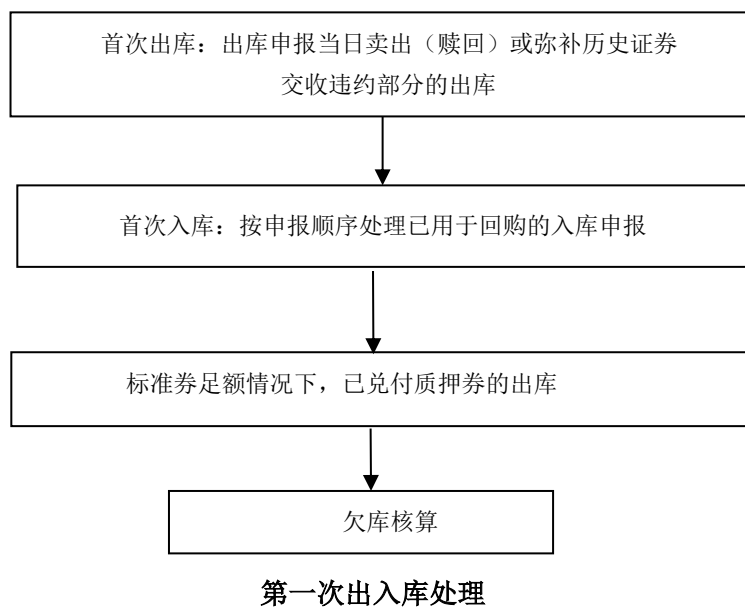 首次出库：出库申报当日卖出（赎回）或弥补历史证券
交收违约部分的出库
首次入库：按申报顺序处理已用于回购的入库申报
标准券足额情况下，已兑付质押券的出库
欠库核算
第一次出入库处理